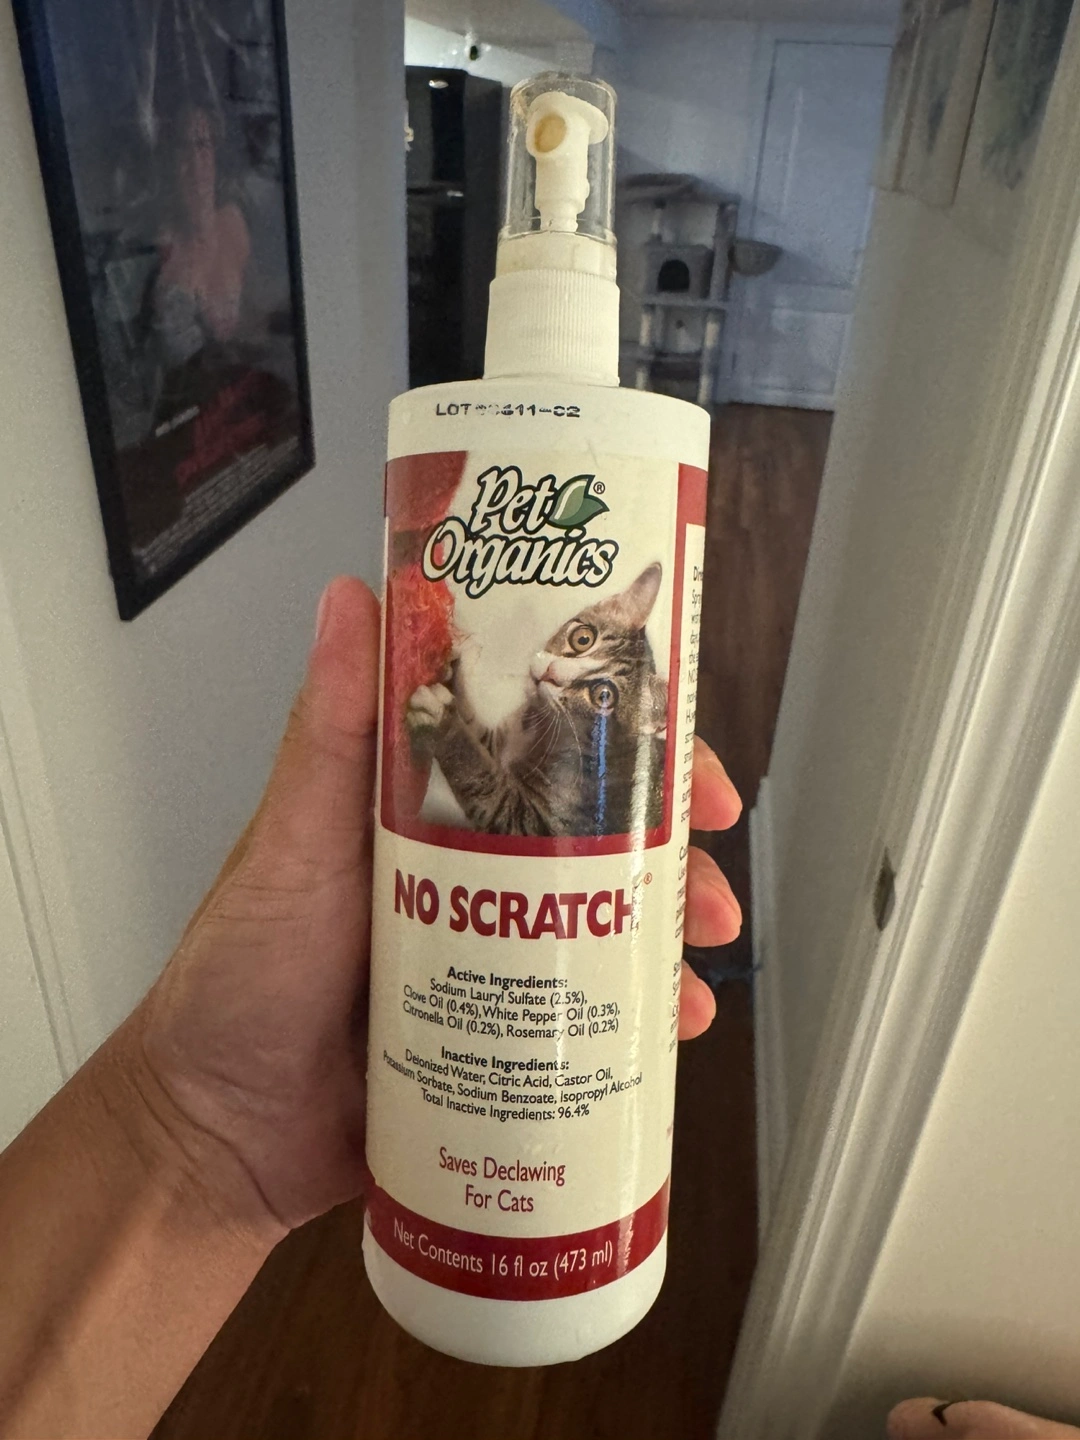 LOT
Pet
Organics
®
NO SCRATCH®
Active Ingredients:
Sodium Lauryl Sulfate (2.5%),
Clove Oil (0.4%), White Pepper Oil (0.3%),
Citronella Oil (0.2%), Rosemary Oil (0.2%)
Inactive Ingredients:
Deionized Water, Citric Acid, Castor Oil,
Potassium Sorbate, Sodium Benzoate, Isopropyl Alcohol
Total Inactive Ingredients: 96.4%
Saves Declawing
For Cats
Net Contents 16 fl oz (473 ml)